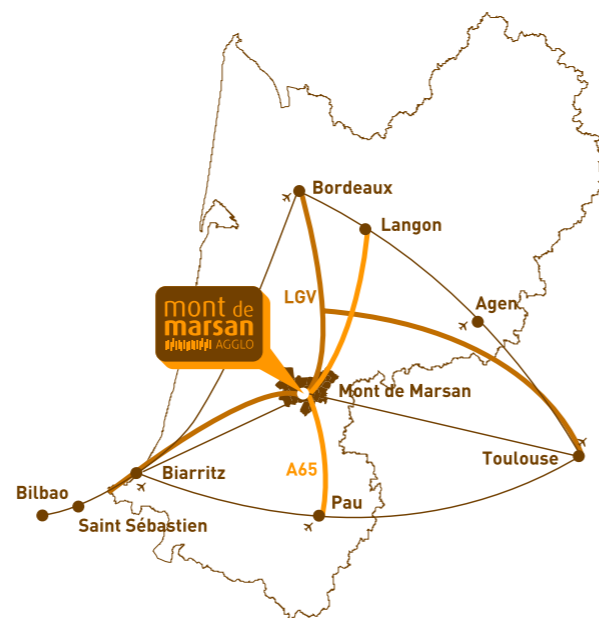 Bordeaux
Langon
LGV
Agen
mont de
marsan
AGGLO
Mont de Marsan
Toulouse
Biarritz
A65
Bilbao
Pau
Saint Sébastien